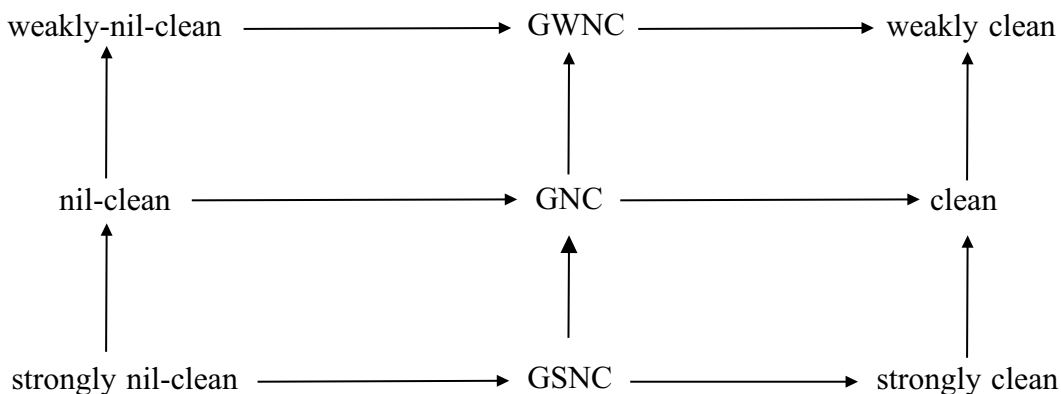 weakly-nil-clean GWNC weakly clean
nil-clean GNC clean
strongly nil-clean GSNC strongly clean